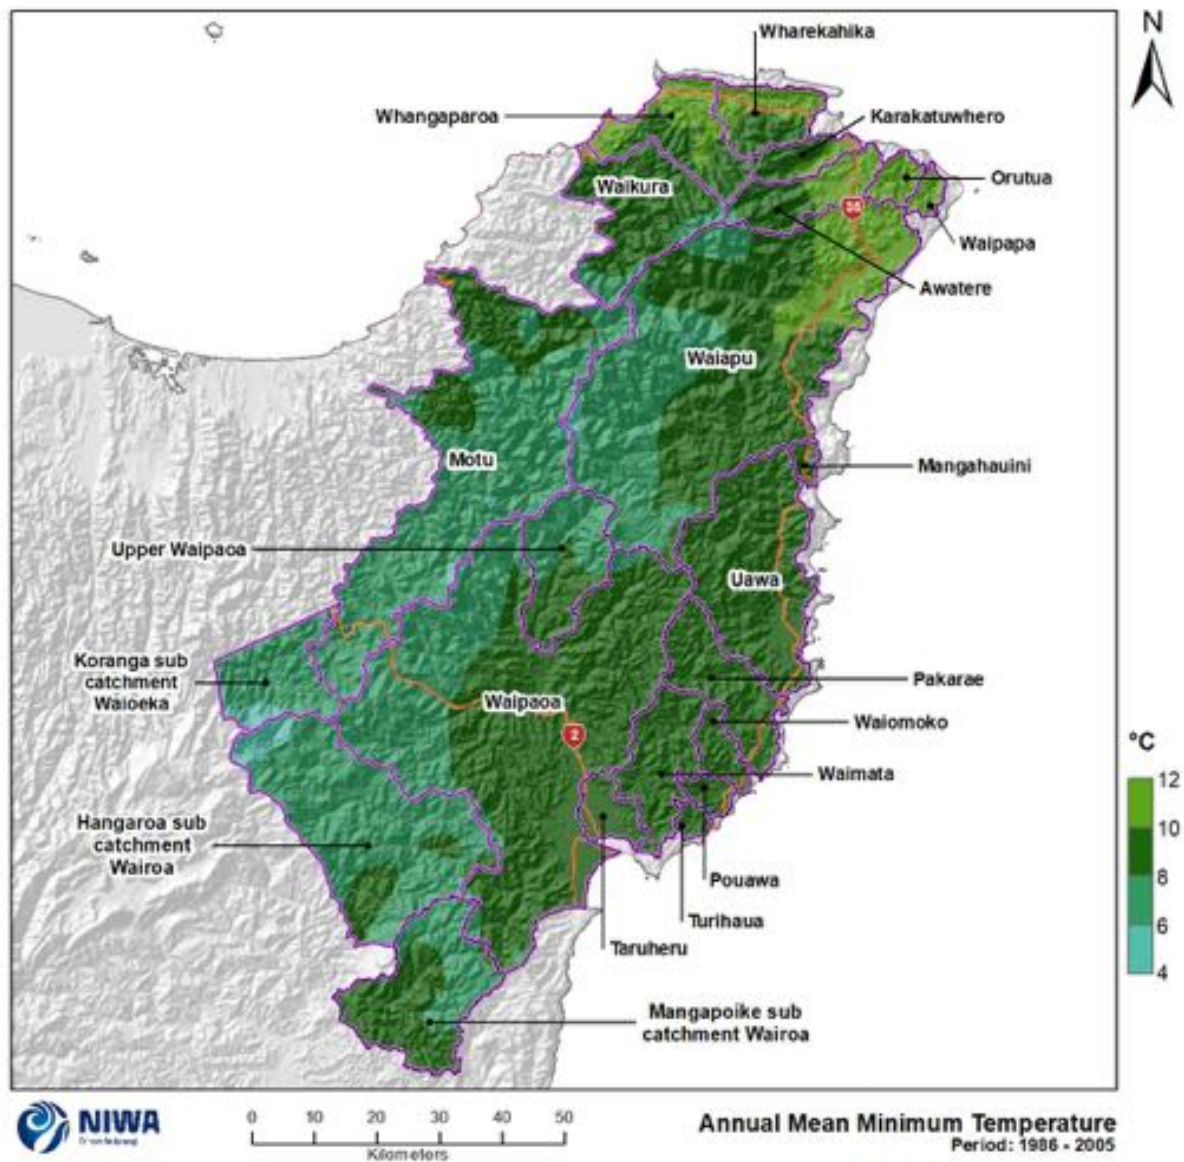 N
Wharekahika
Whangaparoa
Karakatuwhero
Waikura
Orutua
35
Waipapa
Awatere
Waiapu
Motu
Mangahauini
Upper Waipaoa
Uawa
Koranga sub
catchment
Waioeka
Pakarae
Waipaoa
Waiomoko
2
°C
Waimata
12
10
Hangaroa sub
catchment
Wairoa
8
Pouawa
6
Turihaua
Taruheru
4
Mangapoike sub
catchment Wairoa
NIWA
0 10 20 30 40 50
Kilometers
Annual Mean Minimum Temperature
Period: 1986 - 2005